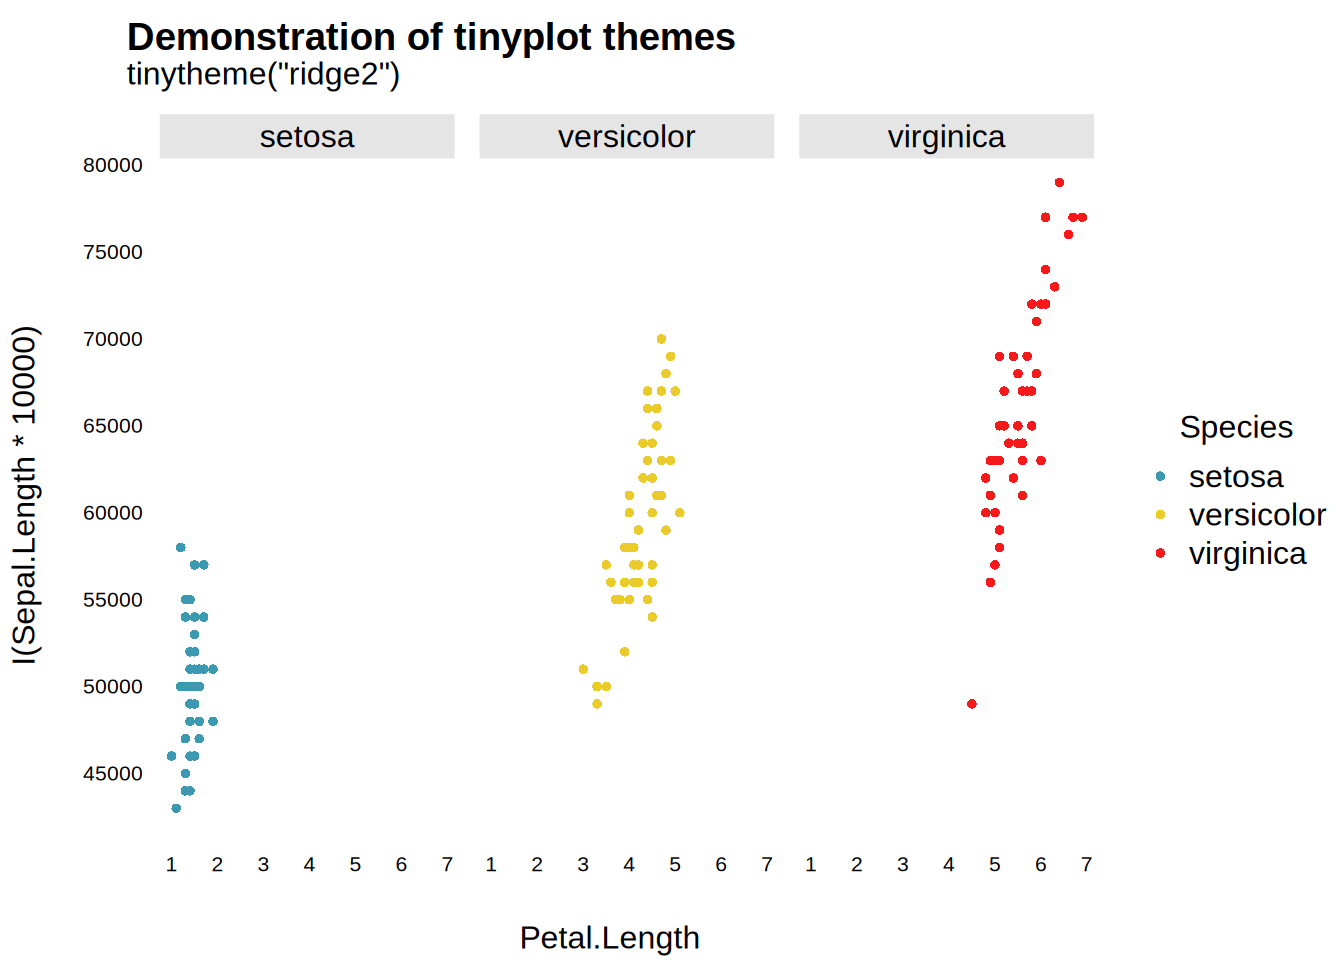 Demonstration of tinyplot themes
tinytheme("ridge2")
setosa versicolor virginica
80000
75000
70000
65000
60000
55000
50000
45000
I(Sepal.Length * 10000)
1 2 3 4 5 6 7 1 2 3 4 5 6 7 1 2 3 4 5 6 7
Petal.Length
Species
setosa
versicolor
virginica